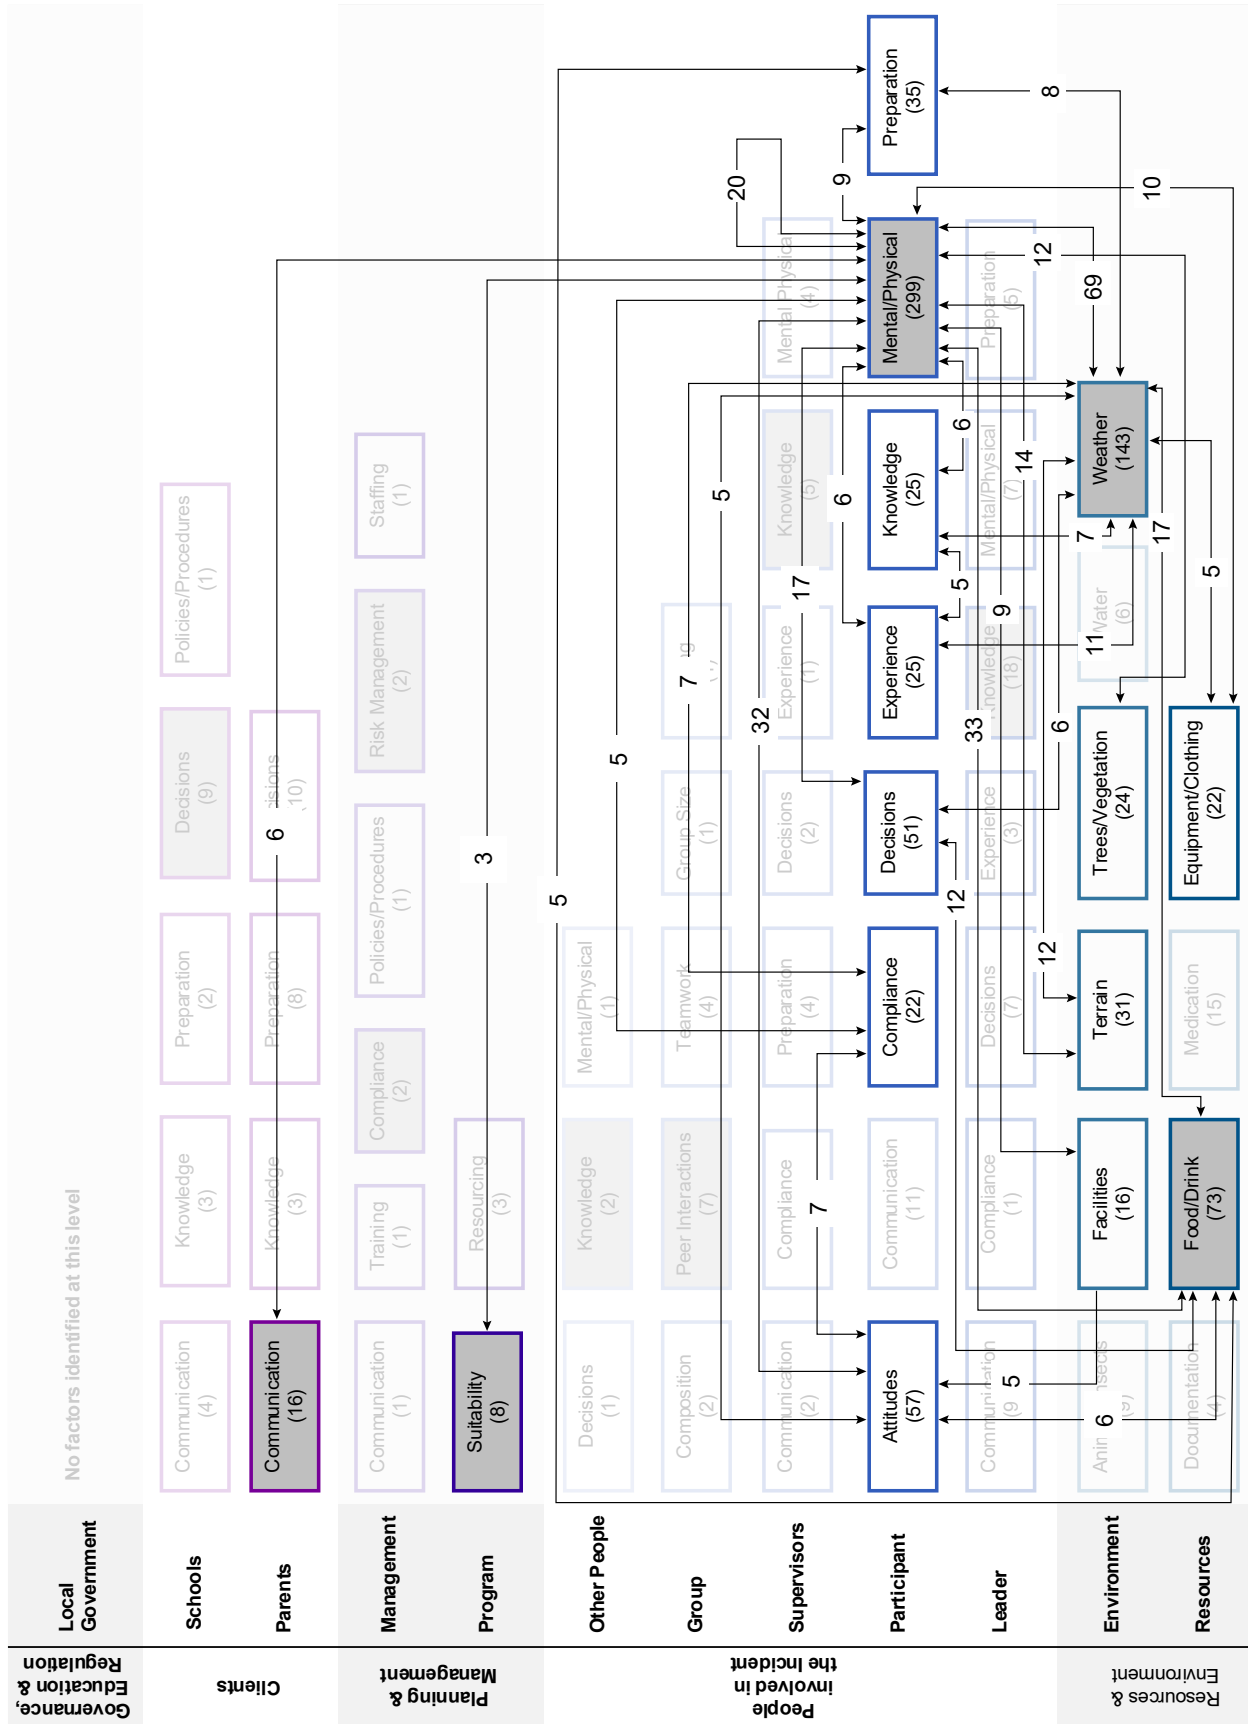 Governance,
Education &
Regulation
Local
Government
No factors identified at this level
Clients
Schools
Communication
(4)
Knowledge
(3)
Preparation
(2)
Decisions
(9)
Policies/Procedures
(1)
Parents
Communication
(16)
Knowledge
(3)
Preparation
(8)
6
Planning &
Management
Management
Communication
(1)
Training
(1)
Compliance
(2)
Policies/Procedures
(1)
Risk Management
(2)
Staffing
(1)
Program
Suitability
(8)
Resourcing
(3)
3
People
involved in
the Incident
Other People
Decisions
(1)
Knowledge
(2)
Mental/Physical
(1)
5
5
Group
Composition
(2)
Peer Interactions
(7)
Teamwork
(4)
Group Size
(1)
7
5
Supervisors
Communication
(2)
Compliance
Preparation
(4)
Decisions
(2)
Experience
(1)
Knowledge
(5)
Mental Physical
(4)
20
32
17
7
6
9
Participant
Attitudes
(57)
Communication
(11)
Compliance
(22)
Decisions
(51)
Experience
(25)
Knowledge
(25)
Mental/Physical
(299)
Preparation
(35)
12
5
6
Leader
Communication
(9)
Compliance
(1)
Decisions
(7)
Experience
(3)
Knowledge
(18)
Mental/Physical
(7)
Preparation
(5)
33
9
14
12
5
12
6
11
7
69
8
Resources &
Environment
Environment
Facilities
(16)
Terrain
(31)
Trees/Vegetation
(24)
Water
(6)
Weather
(143)
6
17
10
Resources
Documentation
(4)
Food/Drink
(73)
Medication
(15)
Equipment/Clothing
(22)
5